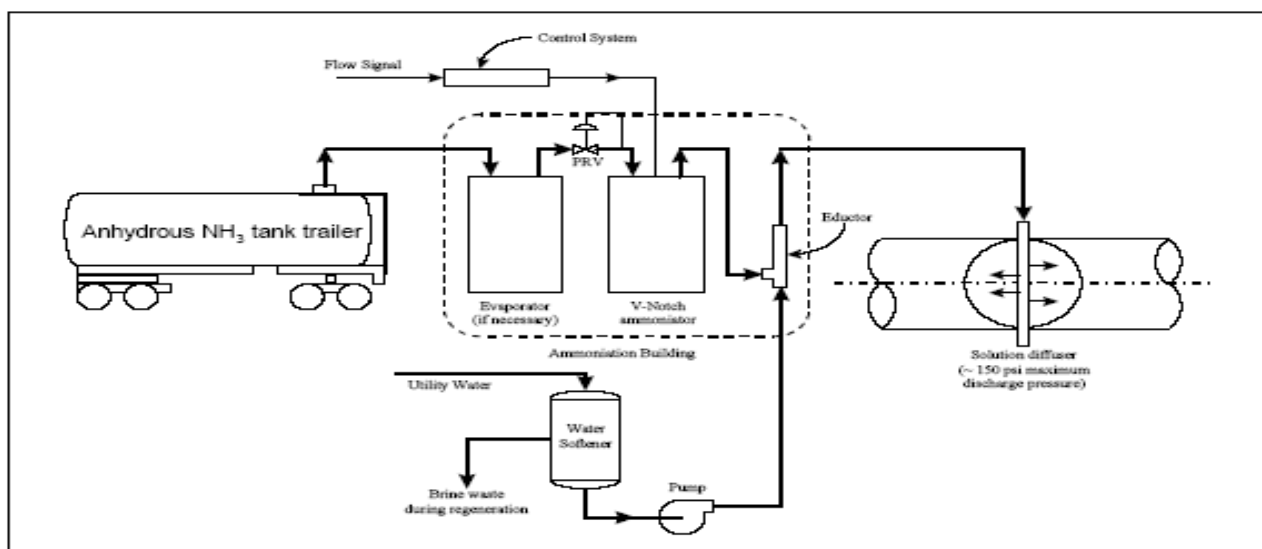 Control System
Flow Signal
PRV
Anhydrous NH₃ tank trailer
Eductor
Evaporator
(if necessary)
V-Notch
ammoniator
Ammoniation Building
Solution diffuser
(~ 150 psi maximum
discharge pressure)
Utility Water
Water
Softener
Pump
Brine waste
during regeneration